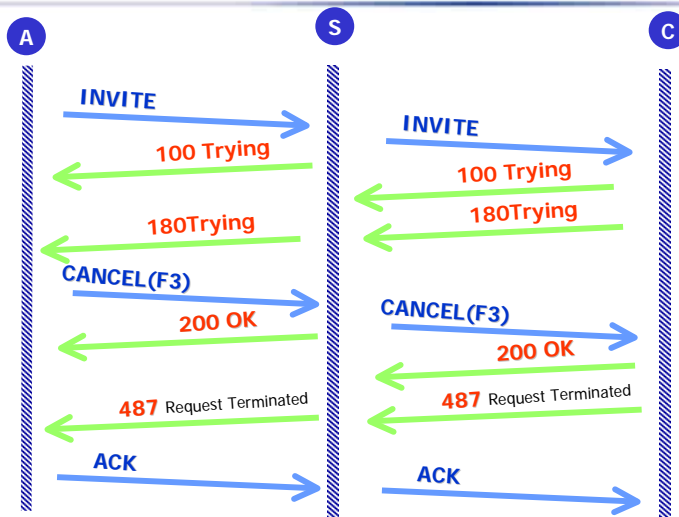 A
S
C
INVITE
INVITE
100 Trying
100 Trying
180Trying
180Trying
CANCEL(F3)
CANCEL(F3)
200 OK
200 OK
487 Request Terminated
487 Request Terminated
ACK
ACK